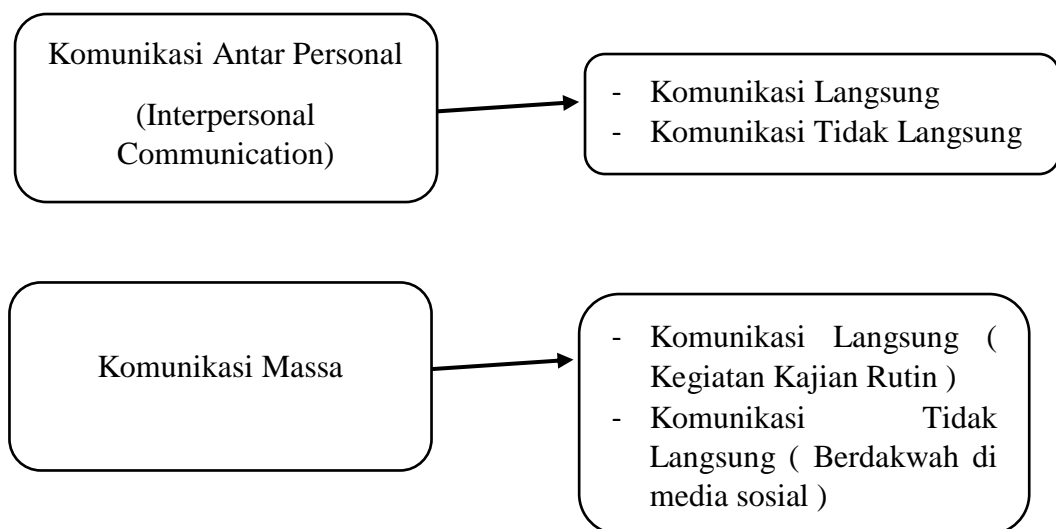 Komunikasi Antar Personal
(Interpersonal
Communication)
- Komunikasi Langsung
- Komunikasi Tidak Langsung
Komunikasi Massa
- Komunikasi Langsung (
Kegiatan Kajian Rutin )
- Komunikasi Tidak
Langsung ( Berdakwah di
media sosial )